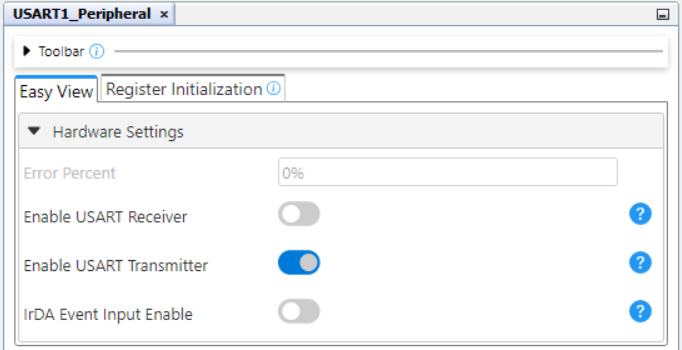 USART1_Peripheral ×
Toolbar
Easy View
Register Initialization
Hardware Settings
Error Percent
0%
Enable USART Receiver
?
Enable USART Transmitter
?
IrDA Event Input Enable
?